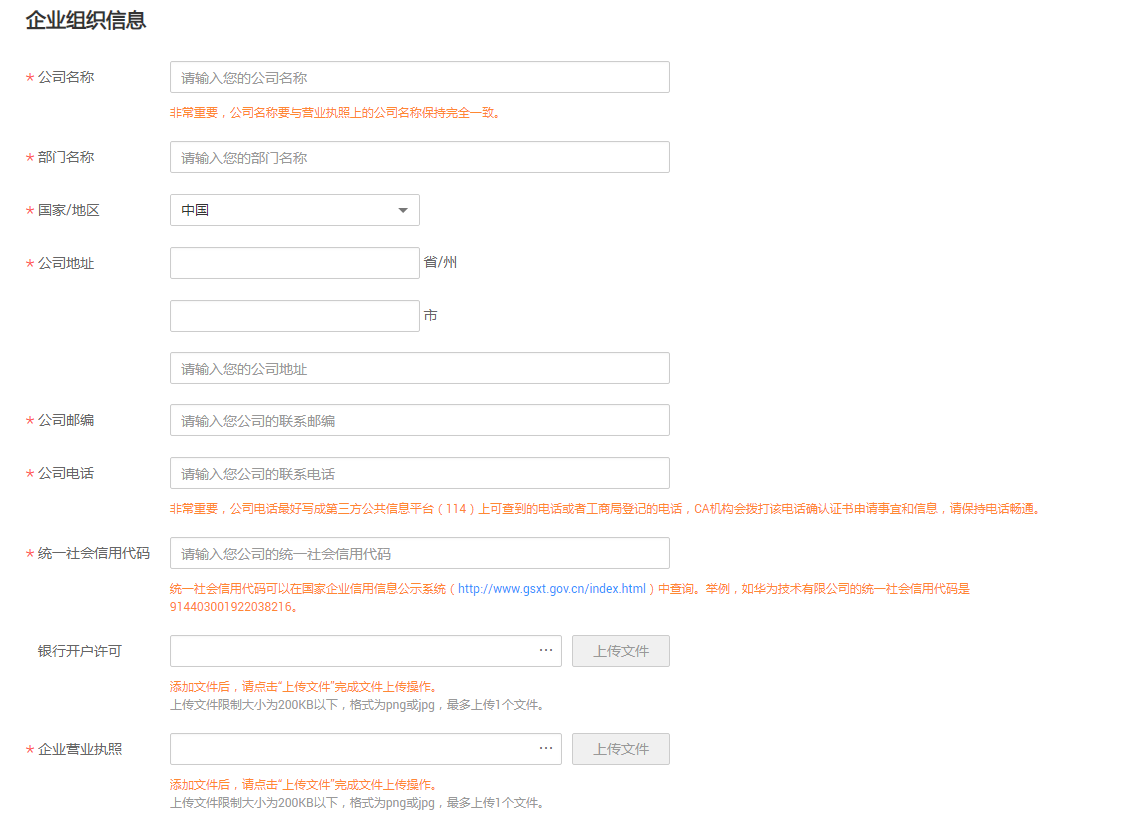 企业组织信息
* 公司名称 请输入您的公司名称
非常重要，公司名称要与营业执照上的公司名称保持完全一致。
* 部门名称 请输入您的部门名称
* 国家/地区 中国
* 公司地址 省/州
市
请输入您的公司地址
* 公司邮编 请输入您公司的联系邮编
* 公司电话 请输入您公司的联系电话
非常重要，公司电话最好写成第三方公共信息平台（114）上可查到的电话或者工商局登记的电话，CA机构会拨打该电话确认证书申请事宜和信息，请保持电话畅通。
* 统一社会信用代码 请输入您公司的统一社会信用代码
统一社会信用代码可以在国家企业信用信息公示系统（http://www.gsxt.gov.cn/index.html）中查询。举例，如华为技术有限公司的统一社会信用代码是
914403001922038216。
银行开户许可 ... 上传文件
添加文件后，请点击“上传文件”完成文件上传操作。
上传文件限制大小为200KB以下，格式为png或jpg，最多上传1个文件。
* 企业营业执照 ... 上传文件
添加文件后，请点击“上传文件”完成文件上传操作。
上传文件限制大小为200KB以下，格式为png或jpg，最多上传1个文件。